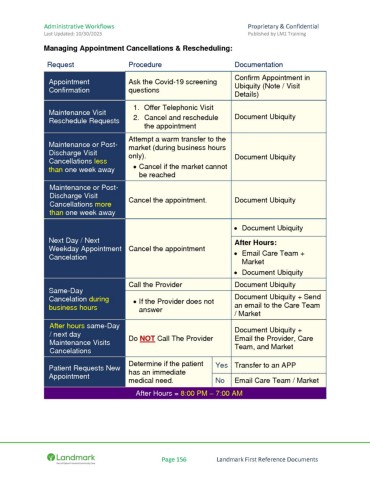 Administrative Workflows
Proprietary & Confidential
Last Updated: 10/30/2023
Published by LM1 Training
Managing Appointment Cancellations & Rescheduling:
Request
Procedure
Documentation
Appointment
Confirmation
Ask the Covid-19 screening
questions
Confirm Appointment in
Ubiquity (Note / Visit
Details)
Maintenance Visit
Reschedule Requests
1. Offer Telephonic Visit
2. Cancel and reschedule
the appointment
Document Ubiquity
Maintenance or Post-
Discharge Visit
Cancellations less
than one week away
Attempt a warm transfer to the
market (during business hours
only).
• Cancel if the market cannot
be reached
Document Ubiquity
Maintenance or Post-
Discharge Visit
Cancellations more
than one week away
Cancel the appointment.
Document Ubiquity
Next Day / Next
Weekday Appointment
Cancelation
Cancel the appointment
• Document Ubiquity
After Hours:
• Email Care Team +
Market
• Document Ubiquity
Same-Day
Cancelation during
business hours
Call the Provider
Document Ubiquity
• If the Provider does not
answer
Document Ubiquity + Send
an email to the Care Team
/ Market
After hours same-Day
/ next day
Maintenance Visits
Cancelations
Do NOT Call The Provider
Document Ubiquity +
Email the Provider, Care
Team, and Market
Patient Requests New
Appointment
Determine if the patient
has an immediate
medical need.
Yes
Transfer to an APP
No
Email Care Team / Market
After Hours = 8:00 PM – 7:00 AM
Landmark
Page 156
Landmark First Reference Documents